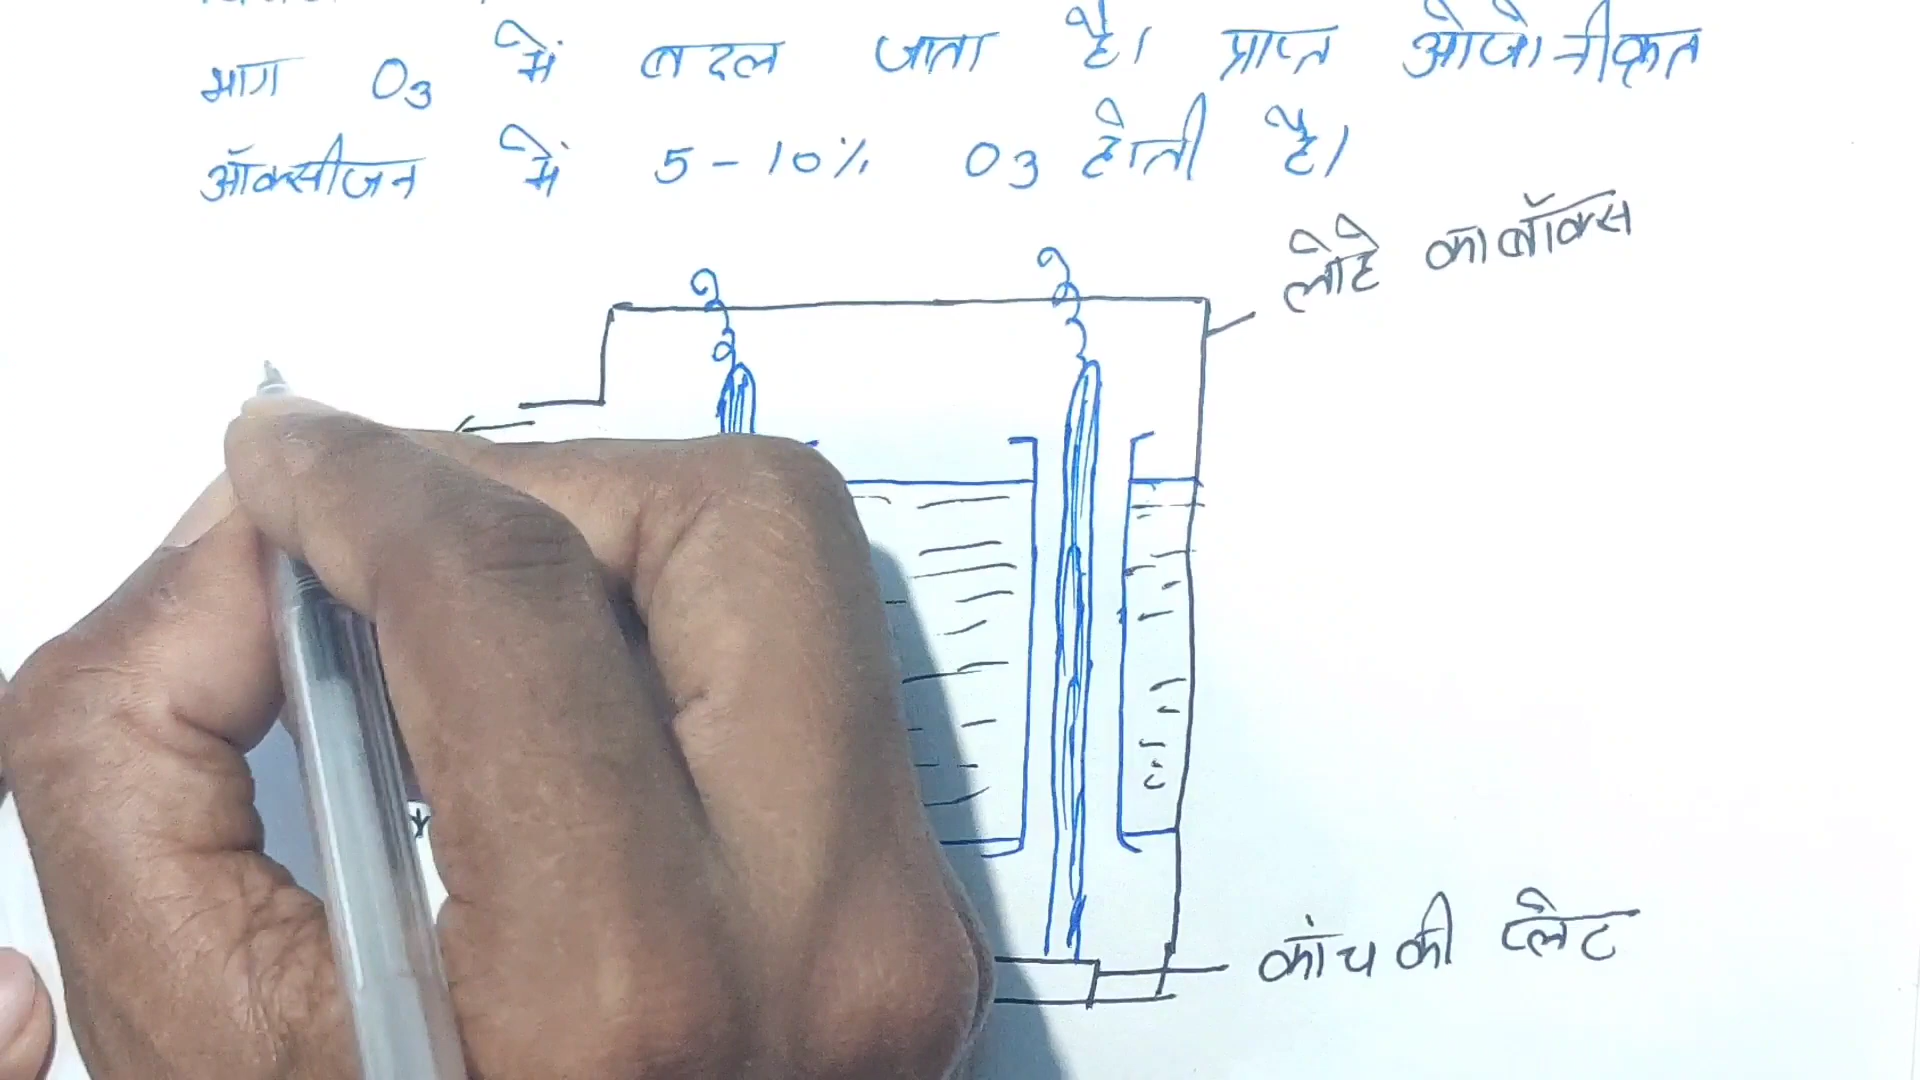 भाग O3 में बदल जाता है। प्राप्त ओजोनीकृत
ऑक्सीजन में 5-10% O3 होती है।
लोहे का बॉक्स
कांच की प्लेट